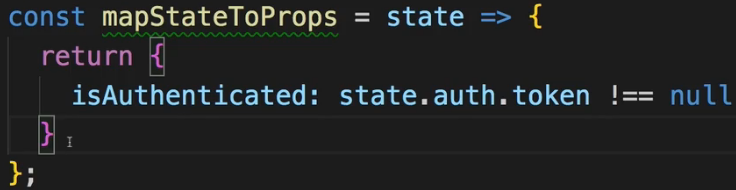 const mapStateToProps = state => {
return {
isAuthenticated: state.auth.token !== null
}
};